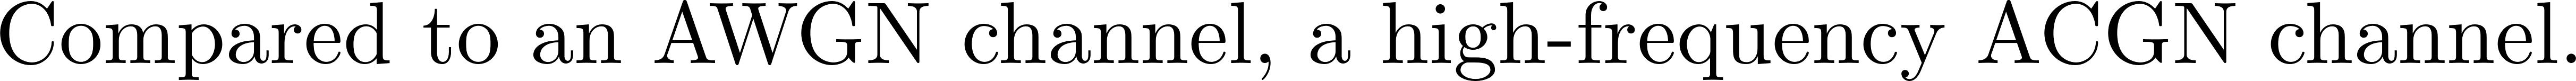 Compared to an AWGN channel, a high-frequency ACGN channel.